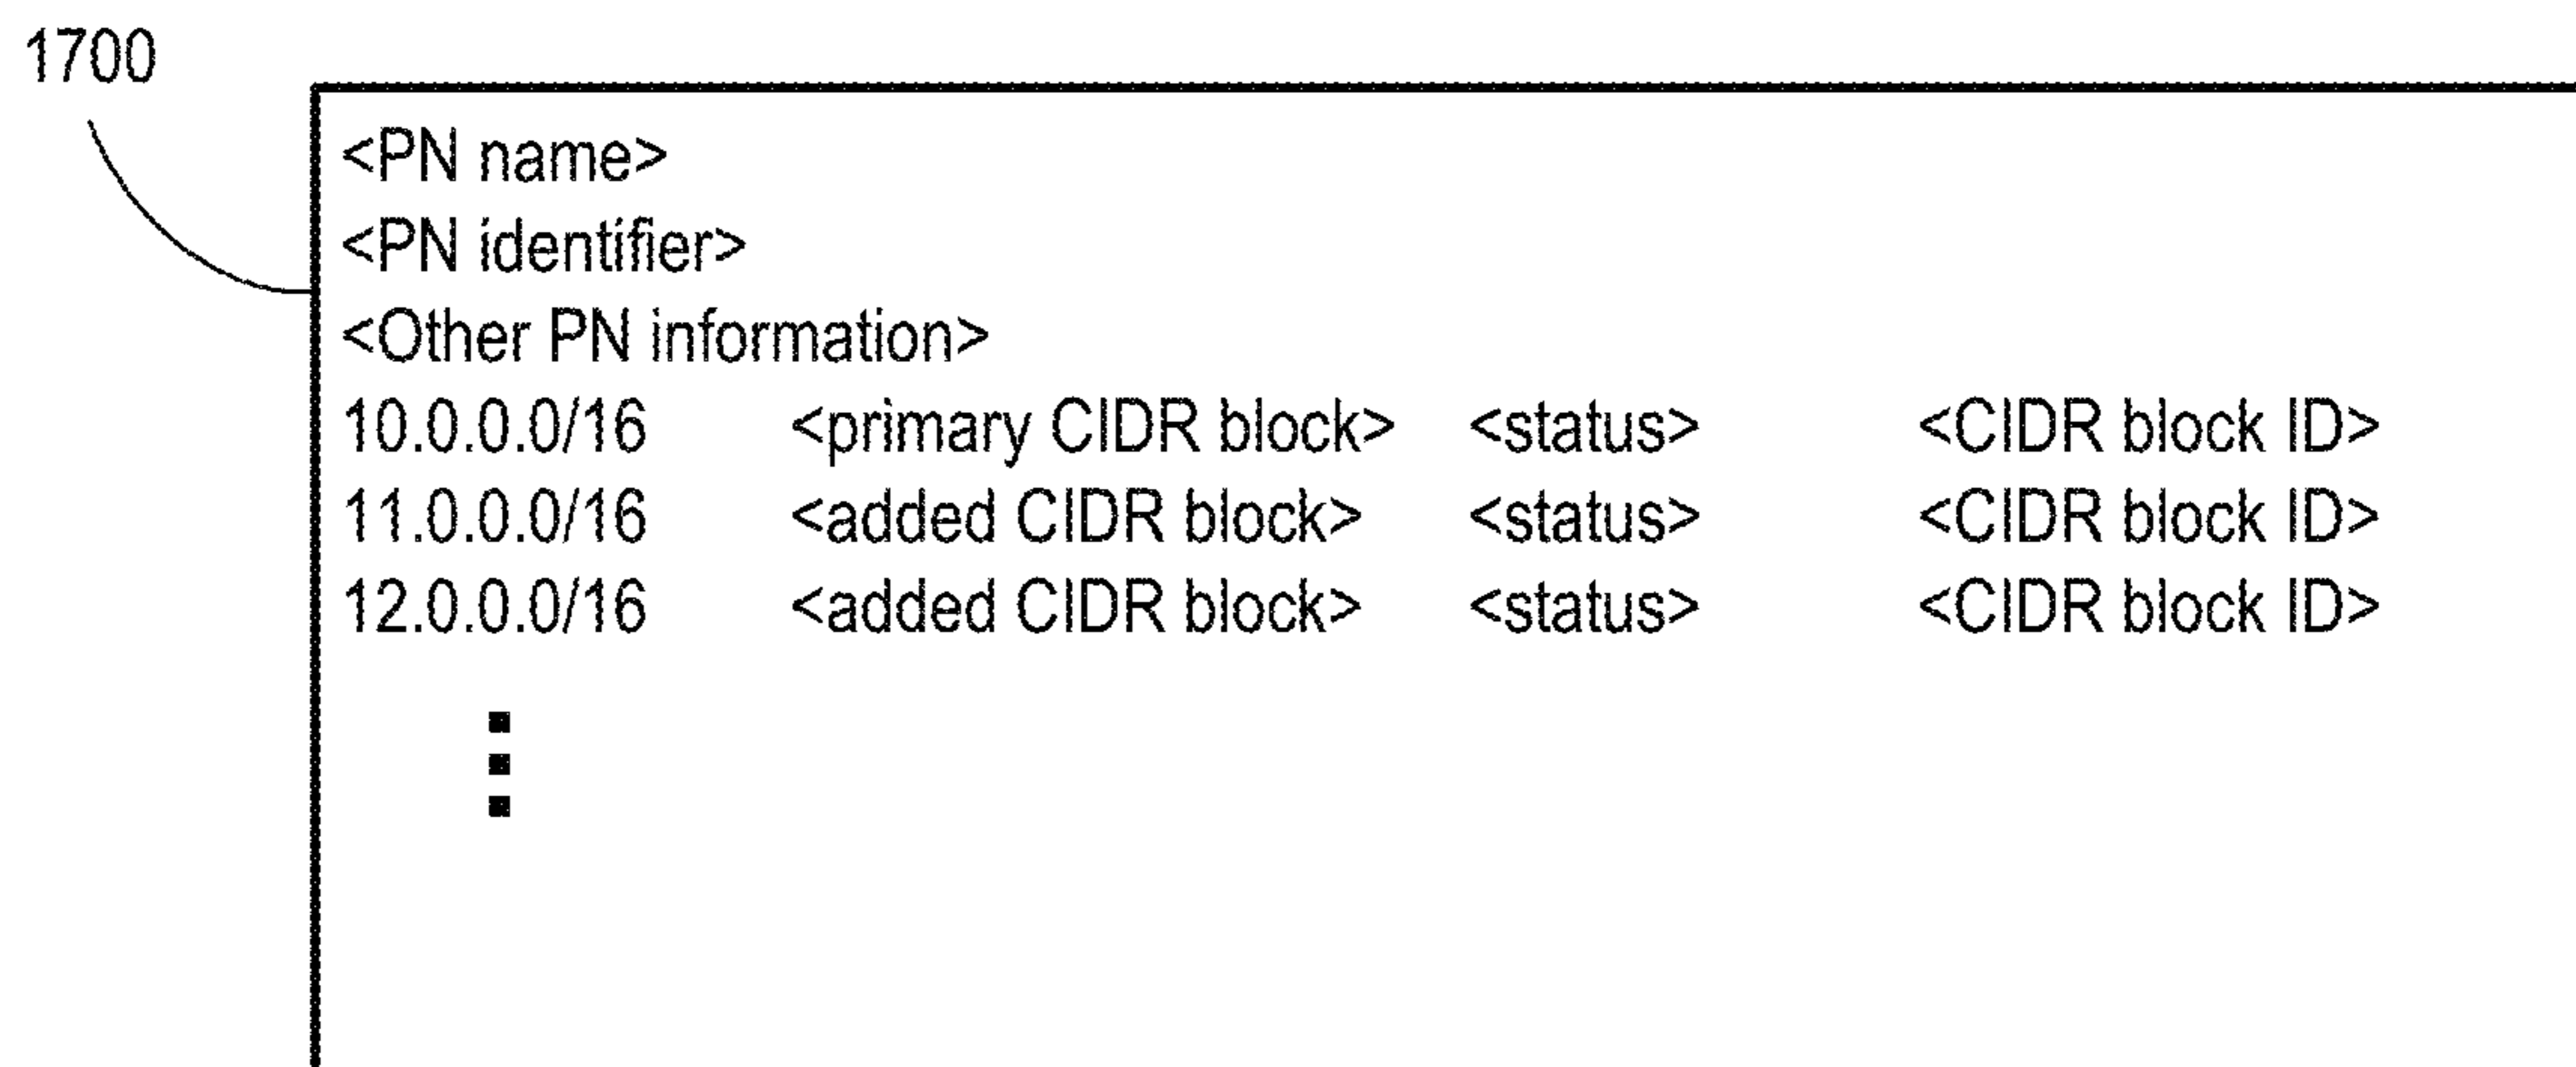 1700
<PN name>
<PN identifier>
<Other PN information>
10.0.0.0/16 <primary CIDR block> <status> <CIDR block ID>
11.0.0.0/16 <added CIDR block> <status> <CIDR block ID>
12.0.0.0/16 <added CIDR block> <status> <CIDR block ID>